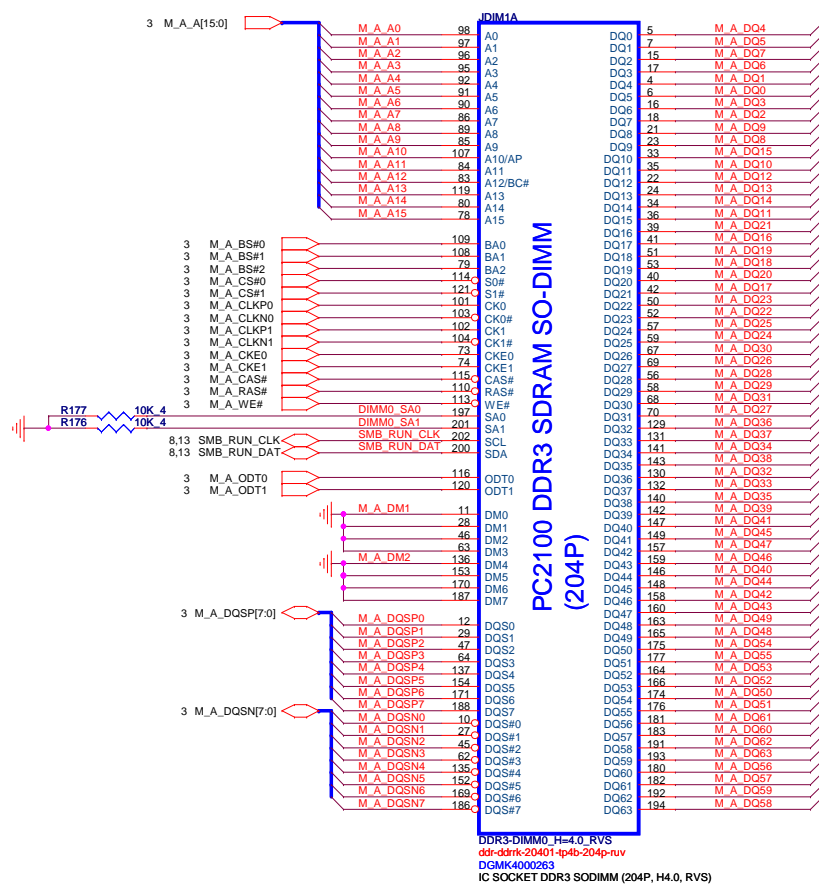 JDIM1A
3 M_A_A[15:0]
M_A_A0 98 A0 DQ0 5 M_A_DQ4
M_A_A1 97 A1 DQ1 7 M_A_DQ5
M_A_A2 96 A2 DQ2 15 M_A_DQ7
M_A_A3 95 A3 DQ3 17 M_A_DQ6
M_A_A4 92 A4 DQ4 4 M_A_DQ1
M_A_A5 91 A5 DQ5 6 M_A_DQ0
M_A_A6 90 A6 DQ6 16 M_A_DQ3
M_A_A7 86 A7 DQ7 18 M_A_DQ2
M_A_A8 89 A8 DQ8 21 M_A_DQ9
M_A_A9 85 A9 DQ9 23 M_A_DQ8
M_A_A10 107 A10/AP DQ10 33 M_A_DQ15
M_A_A11 84 A11 DQ11 35 M_A_DQ10
M_A_A12 83 A12/BC# DQ12 22 M_A_DQ12
M_A_A13 119 A13 DQ13 24 M_A_DQ13
M_A_A14 80 A14 DQ14 34 M_A_DQ14
M_A_A15 78 A15 DQ15 36 M_A_DQ11
DQ16 39 M_A_DQ21
3 M_A_BS#0 109 BA0 DQ17 41 M_A_DQ16
3 M_A_BS#1 108 BA1 DQ18 51 M_A_DQ19
3 M_A_BS#2 79 BA2 DQ19 53 M_A_DQ18
3 M_A_CS#0 114 S0# DQ20 40 M_A_DQ20
3 M_A_CS#1 121 S1# DQ21 42 M_A_DQ17
3 M_A_CLKP0 101 CK0 DQ22 50 M_A_DQ23
3 M_A_CLKN0 103 CK0# DQ23 52 M_A_DQ22
3 M_A_CLKP1 102 CK1 DQ24 57 M_A_DQ25
3 M_A_CLKN1 104 CK1# DQ25 59 M_A_DQ24
3 M_A_CKE0 73 CKE0 DQ26 67 M_A_DQ30
3 M_A_CKE1 74 CKE1 DQ27 69 M_A_DQ26
3 M_A_CAS# 115 CAS# DQ28 56 M_A_DQ28
3 M_A_RAS# 110 RAS# DQ29 58 M_A_DQ29
3 M_A_WE# 113 WE# DQ30 68 M_A_DQ31
R177 10K_4 DIMM0_SA0 197 SA0 DQ31 70 M_A_DQ27
R176 10K_4 DIMM0_SA1 201 SA1 DQ32 129 M_A_DQ36
8,13 SMB_RUN_CLK SMB_RUN_CLK 202 SCL DQ33 131 M_A_DQ33
8,13 SMB_RUN_DAT SMB_RUN_DAT 200 SDA DQ34 141 M_A_DQ34
DQ35 143 M_A_DQ38
3 M_A_ODT0 116 ODT0 DQ36 130 M_A_DQ32
3 M_A_ODT1 120 ODT1 DQ37 132 M_A_DQ37
DQ38 140 M_A_DQ35
M_A_DM1 11 DM0 DQ39 142 M_A_DQ39
28 DM1 DQ40 147 M_A_DQ41
46 DM2 DQ41 149 M_A_DQ45
63 DM3 DQ42 157 M_A_DQ46
M_A_DM2 136 DM4 DQ43 159 M_A_DQ47
153 DM5 DQ44 146 M_A_DQ40
170 DM6 DQ45 148 M_A_DQ44
187 DM7 DQ46 158 M_A_DQ42
3 M_A_DQSP[7:0] DQ47 160 M_A_DQ43
M_A_DQSP0 12 DQS0 DQ48 163 M_A_DQ49
M_A_DQSP1 29 DQS1 DQ49 165 M_A_DQ48
M_A_DQSP2 47 DQS2 DQ50 175 M_A_DQ54
M_A_DQSP3 64 DQS3 DQ51 177 M_A_DQ55
M_A_DQSP4 137 DQS4 DQ52 164 M_A_DQ53
M_A_DQSP5 154 DQS5 DQ53 166 M_A_DQ52
M_A_DQSP6 171 DQS6 DQ54 174 M_A_DQ50
M_A_DQSP7 188 DQS7 DQ55 176 M_A_DQ51
3 M_A_DQSN[7:0]
M_A_DQSN0 10 DQS#0 DQ56 181 M_A_DQ61
M_A_DQSN1 27 DQS#1 DQ57 183 M_A_DQ60
M_A_DQSN2 45 DQS#2 DQ58 191 M_A_DQ62
M_A_DQSN3 62 DQS#3 DQ59 193 M_A_DQ63
M_A_DQSN4 135 DQS#4 DQ60 180 M_A_DQ56
M_A_DQSN5 152 DQS#5 DQ61 182 M_A_DQ57
M_A_DQSN6 169 DQS#6 DQ62 192 M_A_DQ59
M_A_DQSN7 186 DQS#7 DQ63 194 M_A_DQ58
PC2100 DDR3 SDRAM SO-DIMM
(204P)
DDR3-DIMM0_H=4.0_RVS
ddr-ddrrk-20401-tp4b-204p-ruv
DGMK4000263
IC SOCKET DDR3 SODIMM (204P, H4.0, RVS)